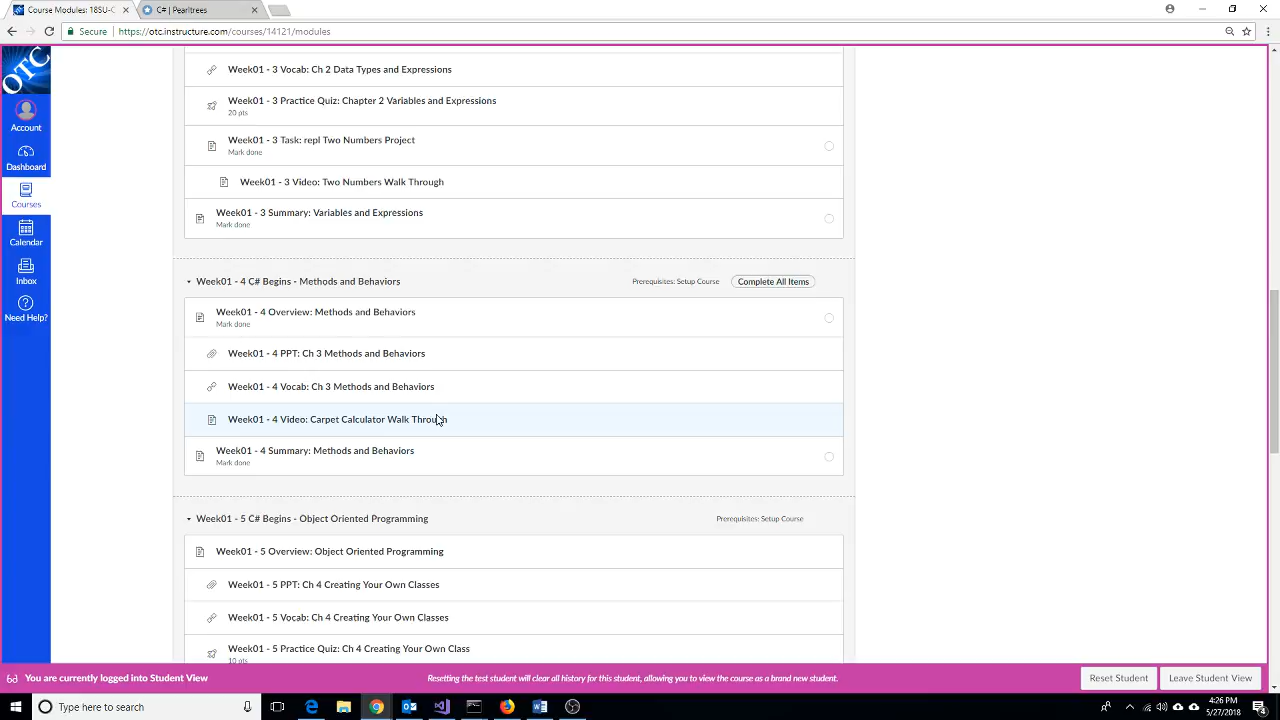 Course Modules: 18SU-C
C# | Pearltrees
Secure
https://otc.instructure.com/courses/14121/modules
OTC
Account
Dashboard
Courses
Calendar
Inbox
Need Help?
Week01 - 3 Vocab: Ch 2 Data Types and Expressions
Week01 - 3 Practice Quiz: Chapter 2 Variables and Expressions
20 pts
Week01 - 3 Task: repl Two Numbers Project
Mark done
Week01 - 3 Video: Two Numbers Walk Through
Week01 - 3 Summary: Variables and Expressions
Mark done
Week01 - 4 C# Begins - Methods and Behaviors
Prerequisites: Setup Course
Complete All Items
Week01 - 4 Overview: Methods and Behaviors
Mark done
Week01 - 4 PPT: Ch 3 Methods and Behaviors
Week01 - 4 Vocab: Ch 3 Methods and Behaviors
Week01 - 4 Video: Carpet Calculator Walk Through
Week01 - 4 Summary: Methods and Behaviors
Mark done
Week01 - 5 C# Begins - Object Oriented Programming
Prerequisites: Setup Course
Week01 - 5 Overview: Object Oriented Programming
Week01 - 5 PPT: Ch 4 Creating Your Own Classes
Week01 - 5 Vocab: Ch 4 Creating Your Own Classes
Week01 - 5 Practice Quiz: Ch 4 Creating Your Own Class
10 pts
You are currently logged into Student View
Resetting the test student will clear all history for this student, allowing you to view the course as a brand new student.
Reset Student
Leave Student View
Type here to search
4:26 PM
5/27/2018